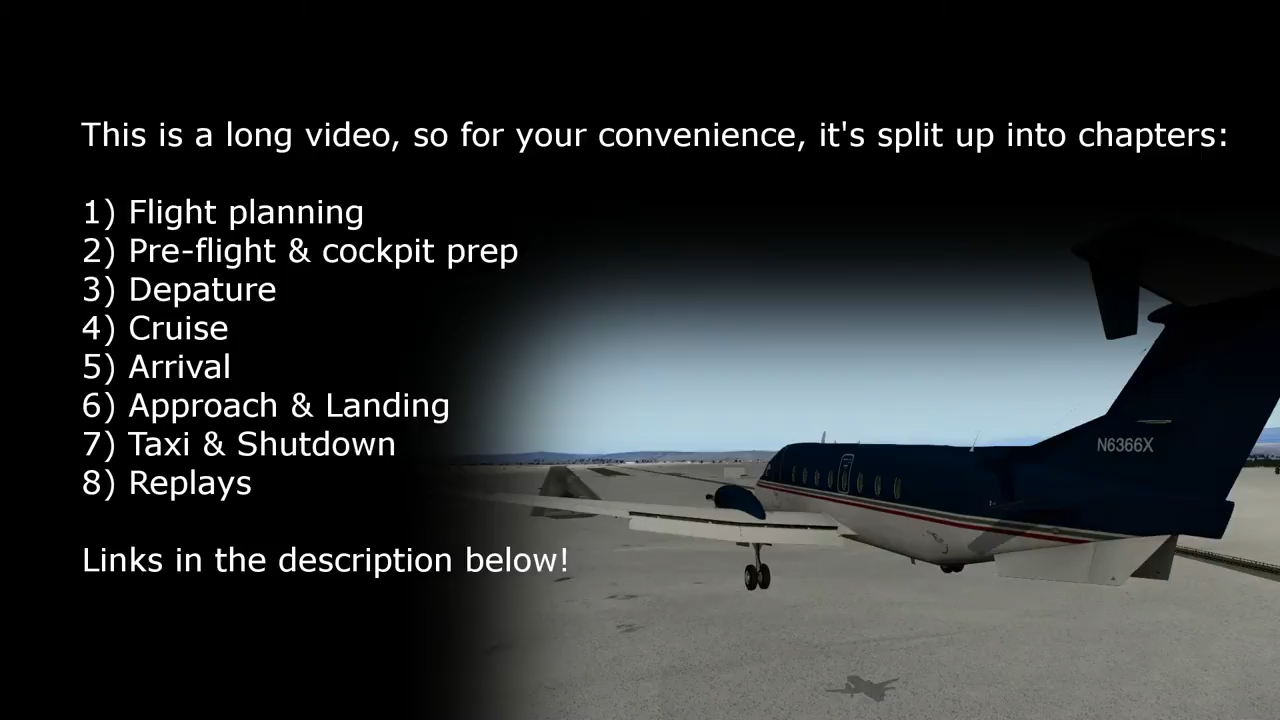 This is a long video, so for your convenience, it's split up into chapters:
1) Flight planning
2) Pre-flight & cockpit prep
3) Depature
4) Cruise
5) Arrival
6) Approach & Landing
7) Taxi & Shutdown
8) Replays
Links in the description below!
N6366X